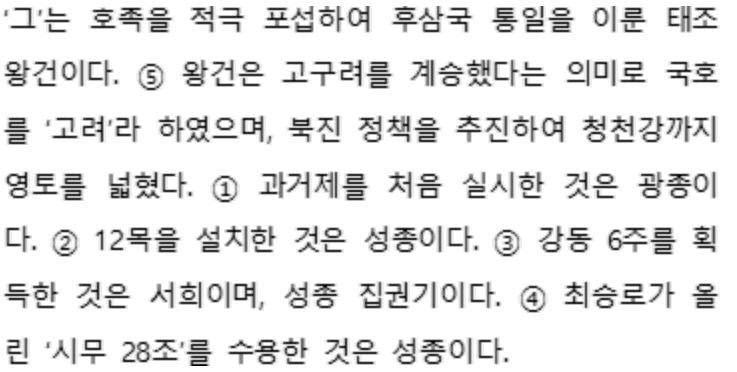 ‘그’는 호족을 적극 포섭하여 후삼국 통일을 이룬 태조
왕건이다. ⑤ 왕건은 고구려를 계승했다는 의미로 국호
를 ‘고려’라 하였으며, 북진 정책을 추진하여 청천강까지
영토를 넓혔다. ① 과거제를 처음 실시한 것은 광종이
다. ② 12목을 설치한 것은 성종이다. ③ 강동 6주를 획
득한 것은 서희이며, 성종 집권기이다. ④ 최승로가 올
린 ‘시무 28조’를 수용한 것은 성종이다.